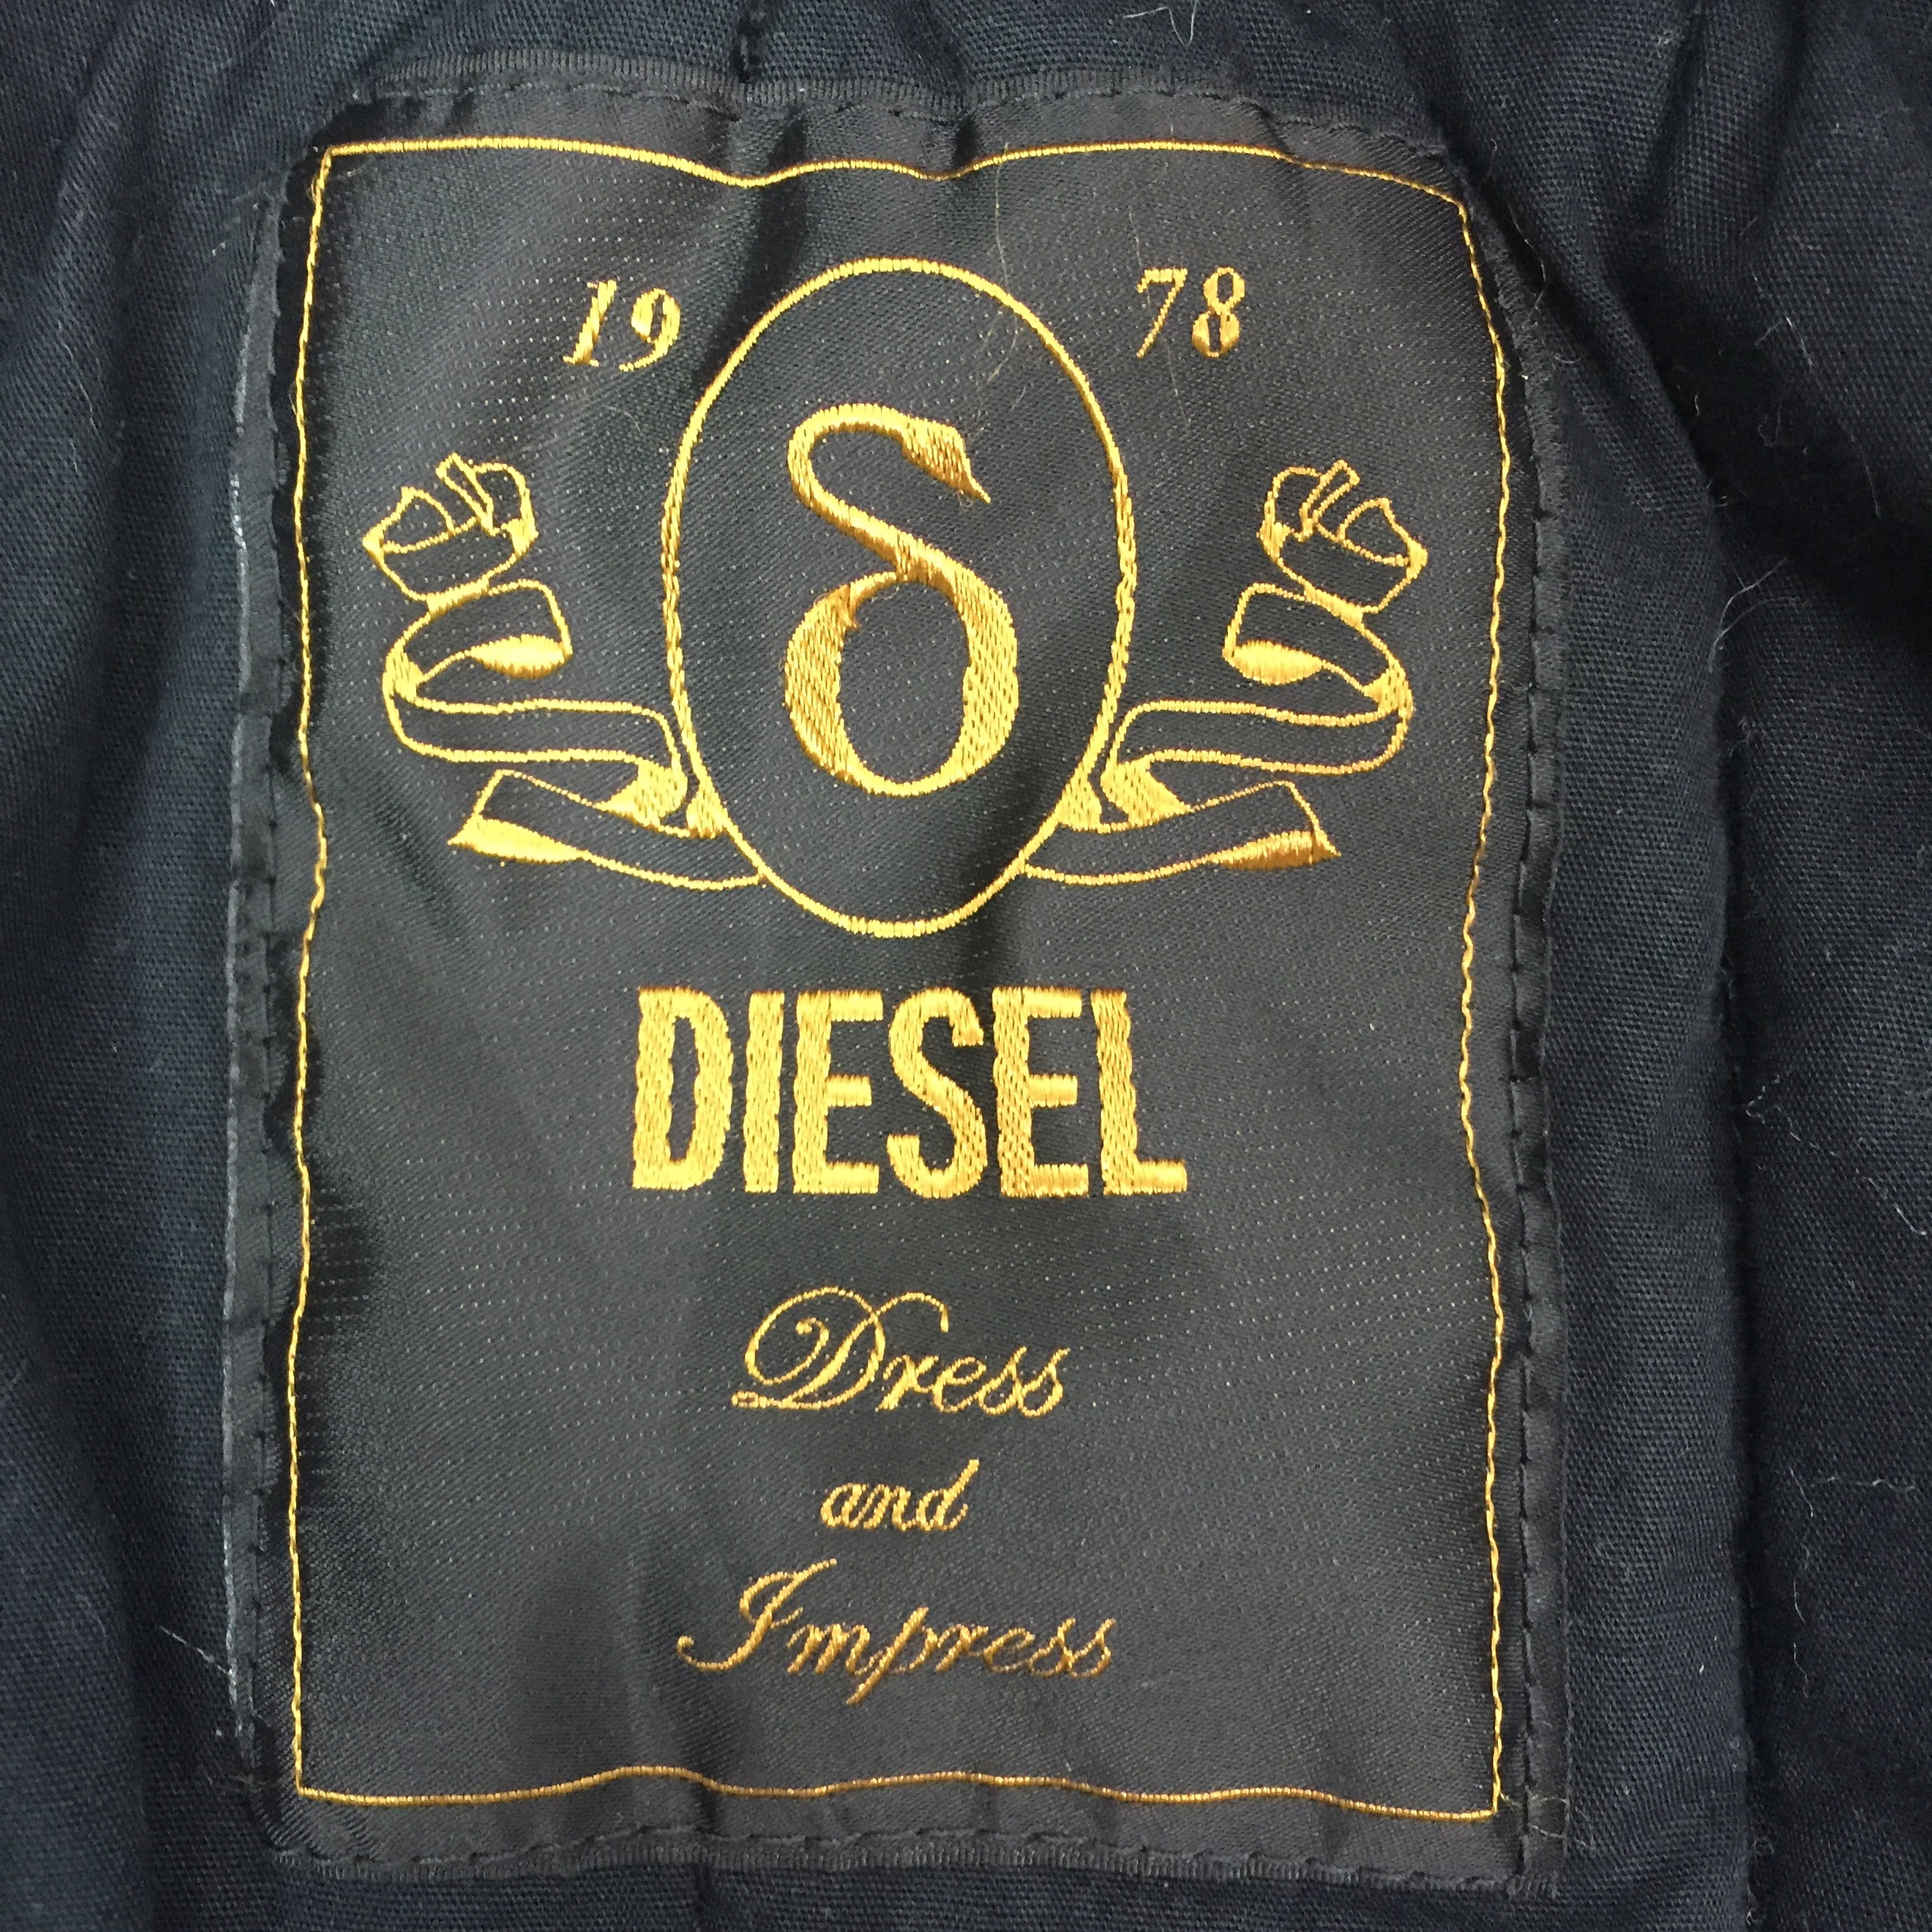 19 78
δ
DIESEL
Dress
and
Impress